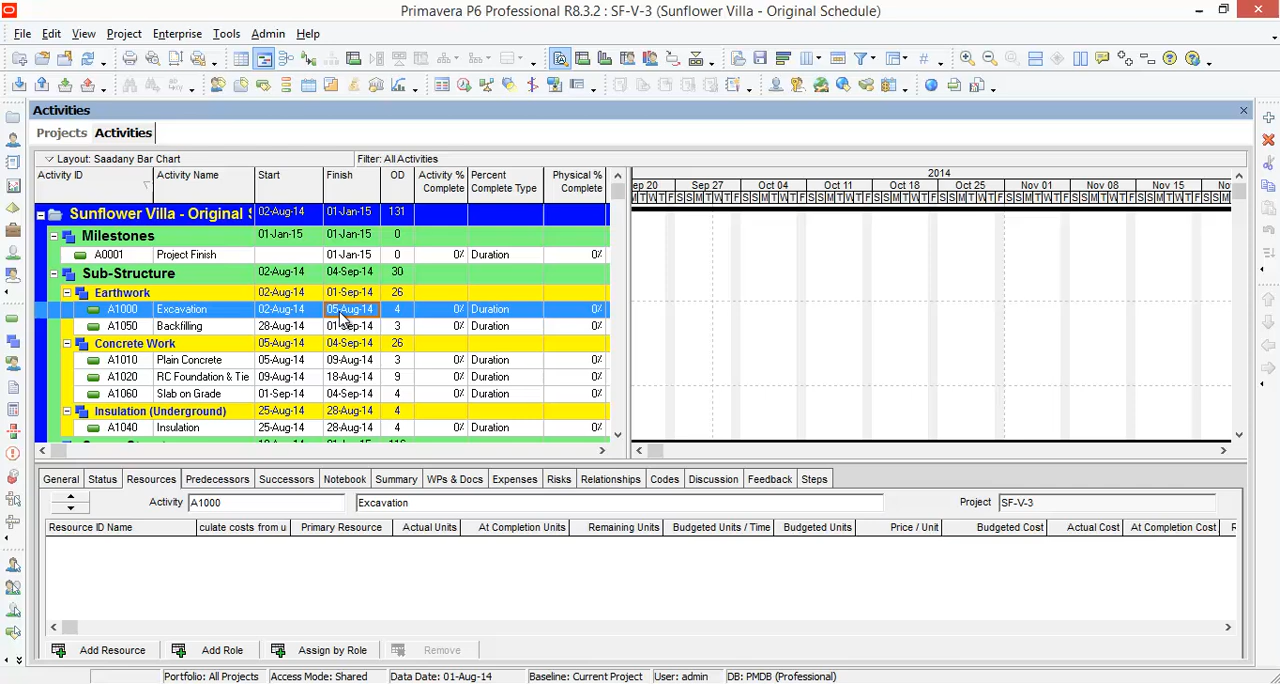 Primavera P6 Professional R8.3.2 : SF-V-3 (Sunflower Villa - Original Schedule)
File Edit View Project Enterprise Tools Admin Help
Activities
Projects Activities
Layout: Saadany Bar Chart Filter: All Activities
Activity ID Activity Name Start Finish OD Activity % Complete Percent Complete Type Physical % Complete
2014
ep 20 Sep 27 Oct 04 Oct 11 Oct 18 Oct 25 Nov 01 Nov 08 Nov 15
Sunflower Villa - Original 02-Aug-14 01-Jan-15 131
Milestones 01-Jan-15 01-Jan-15 0
A0001 Project Finish 01-Jan-15 0 0% Duration 0%
Sub-Structure 02-Aug-14 04-Sep-14 30
Earthwork 02-Aug-14 01-Sep-14 26
A1000 Excavation 02-Aug-14 05-Aug-14 4 0% Duration 0%
A1050 Backfilling 28-Aug-14 01-Sep-14 3 0% Duration 0%
Concrete Work 05-Aug-14 04-Sep-14 26
A1010 Plain Concrete 05-Aug-14 09-Aug-14 3 0% Duration 0%
A1020 RC Foundation & Tie 09-Aug-14 18-Aug-14 9 0% Duration 0%
A1060 Slab on Grade 01-Sep-14 04-Sep-14 4 0% Duration 0%
Insulation (Underground) 25-Aug-14 28-Aug-14 4
A1040 Insulation 25-Aug-14 28-Aug-14 4 0% Duration 0%
General Status Resources Predecessors Successors Notebook Summary WPs & Docs Expenses Risks Relationships Codes Discussion Feedback Steps
Activity A1000 Excavation Project SF-V-3
Resource ID Name culate costs from u Primary Resource Actual Units At Completion Units Remaining Units Budgeted Units / Time Budgeted Units Price / Unit Budgeted Cost Actual Cost At Completion Cost R
Add Resource Add Role Assign by Role Remove
Portfolio: All Projects Access Mode: Shared Data Date: 01-Aug-14 Baseline: Current Project User: admin DB: PMDB (Professional)